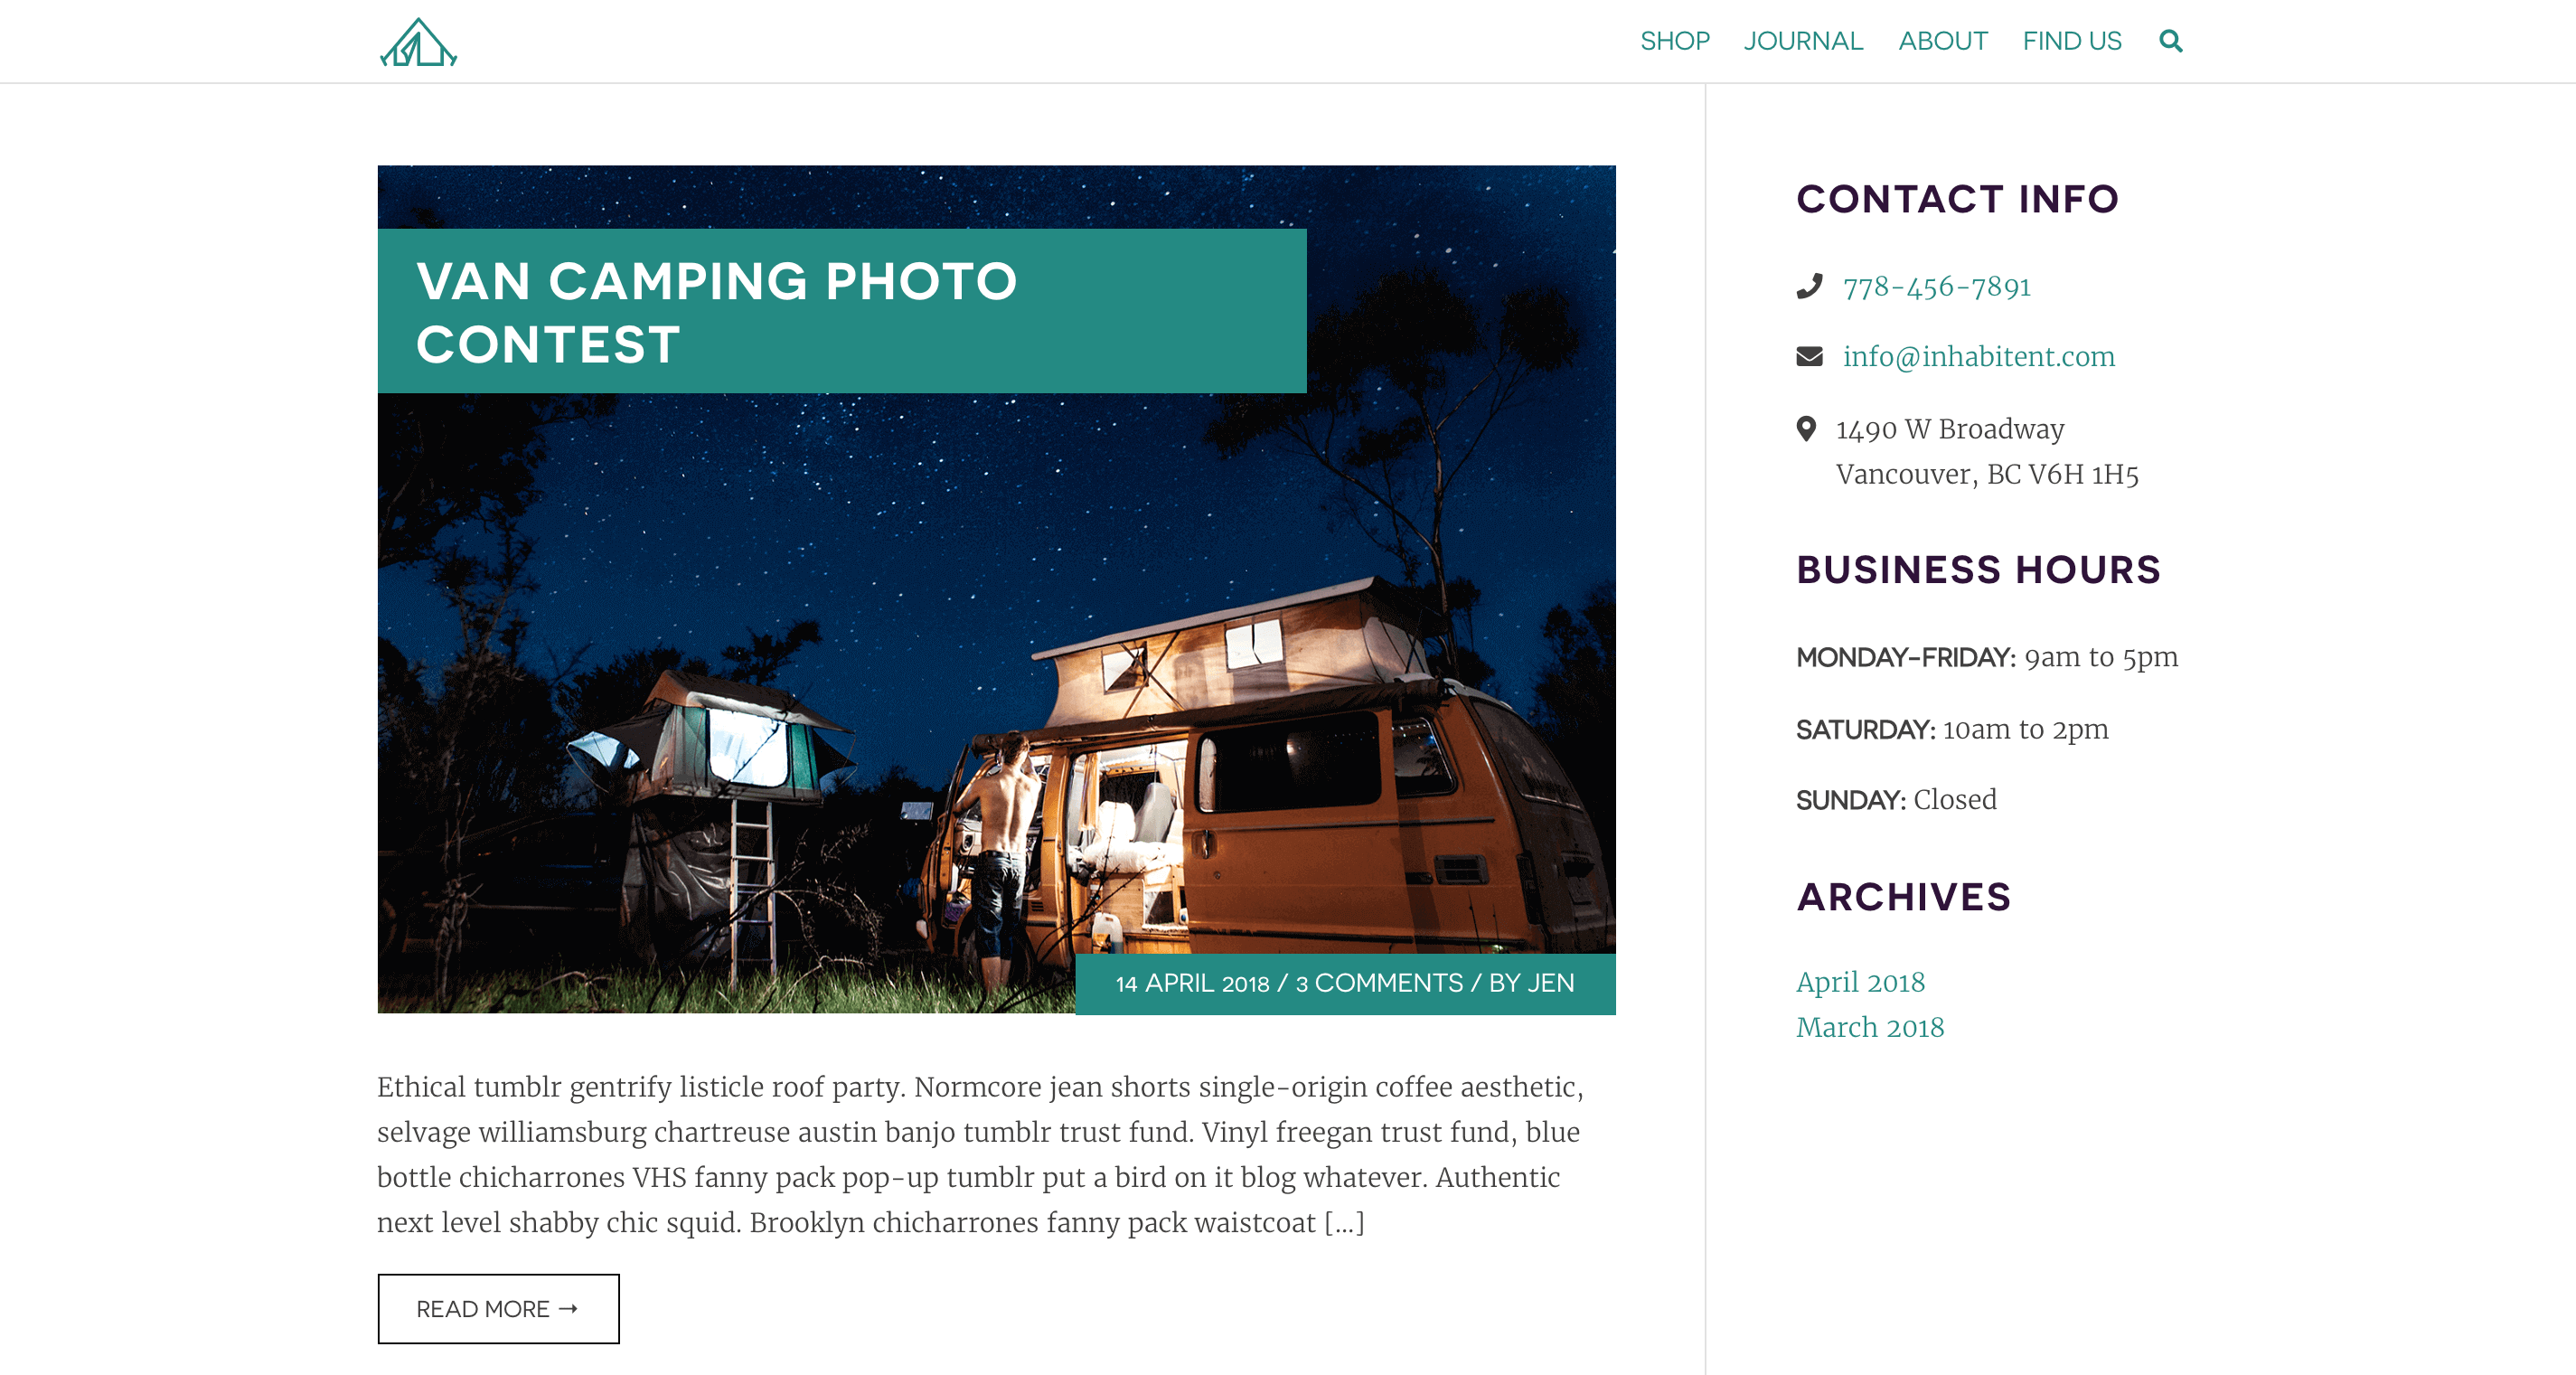 SHOP JOURNAL ABOUT FIND US
VAN CAMPING PHOTO
CONTEST
14 APRIL 2018 / 3 COMMENTS / BY JEN
Ethical tumblr gentrify listicle roof party. Normcore jean shorts single-origin coffee aesthetic,
selvage williamsburg chartreuse austin banjo tumblr trust fund. Vinyl freegan trust fund, blue
bottle chicharrones VHS fanny pack pop-up tumblr put a bird on it blog whatever. Authentic
next level shabby chic squid. Brooklyn chicharrones fanny pack waistcoat [...]
READ MORE →
CONTACT INFO
778-456-7891
info@inhabitent.com
1490 W Broadway
Vancouver, BC V6H 1H5
BUSINESS HOURS
MONDAY-FRIDAY: 9am to 5pm
SATURDAY: 10am to 2pm
SUNDAY: Closed
ARCHIVES
April 2018
March 2018